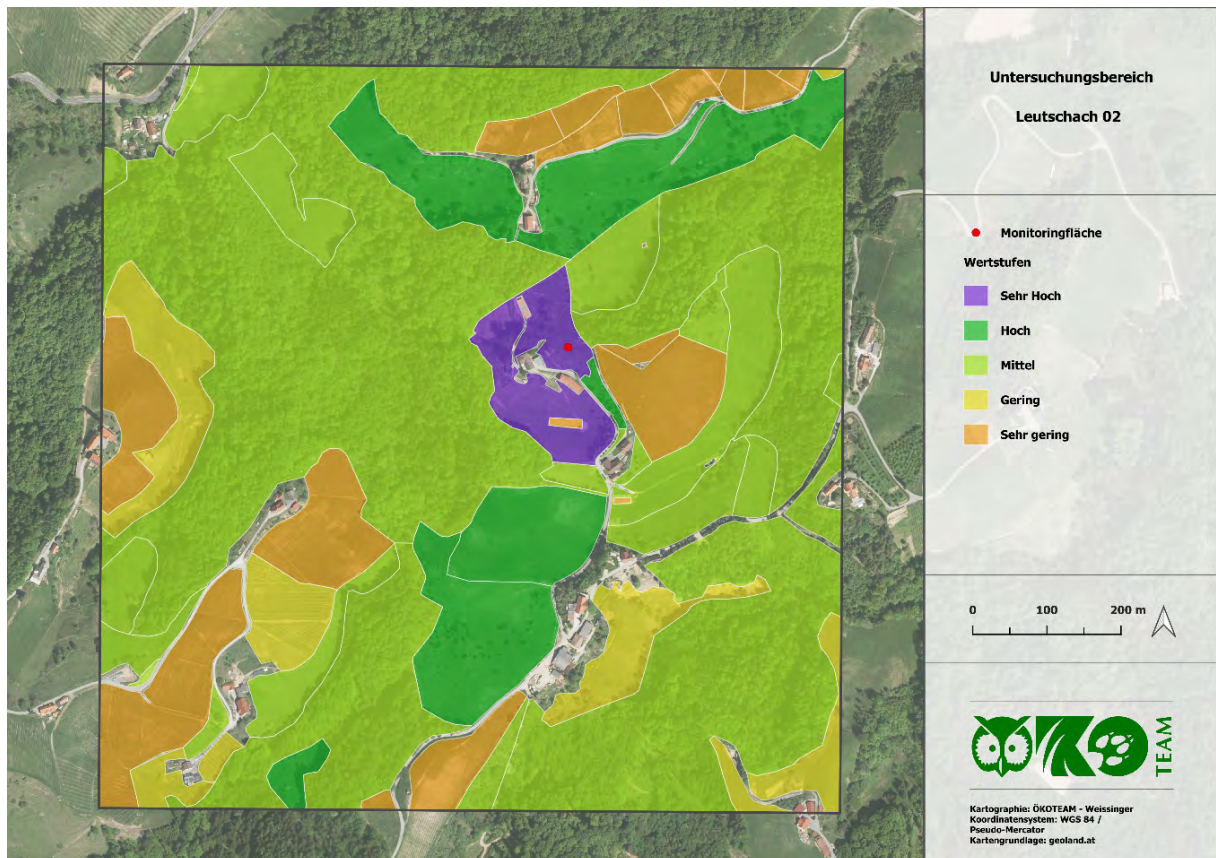 Untersuchungsbereich
Leutschach 02
Monitoringfläche
Wertstufen
Sehr Hoch
Hoch
Mittel
Gering
Sehr gering
0 100 200 m
ÖKO
TEAM
Kartographie: ÖKOTEAM - Weissinger
Koordinatensystem: WGS 84 /
Pseudo-Mercator
Kartengrundlage: geoland.at